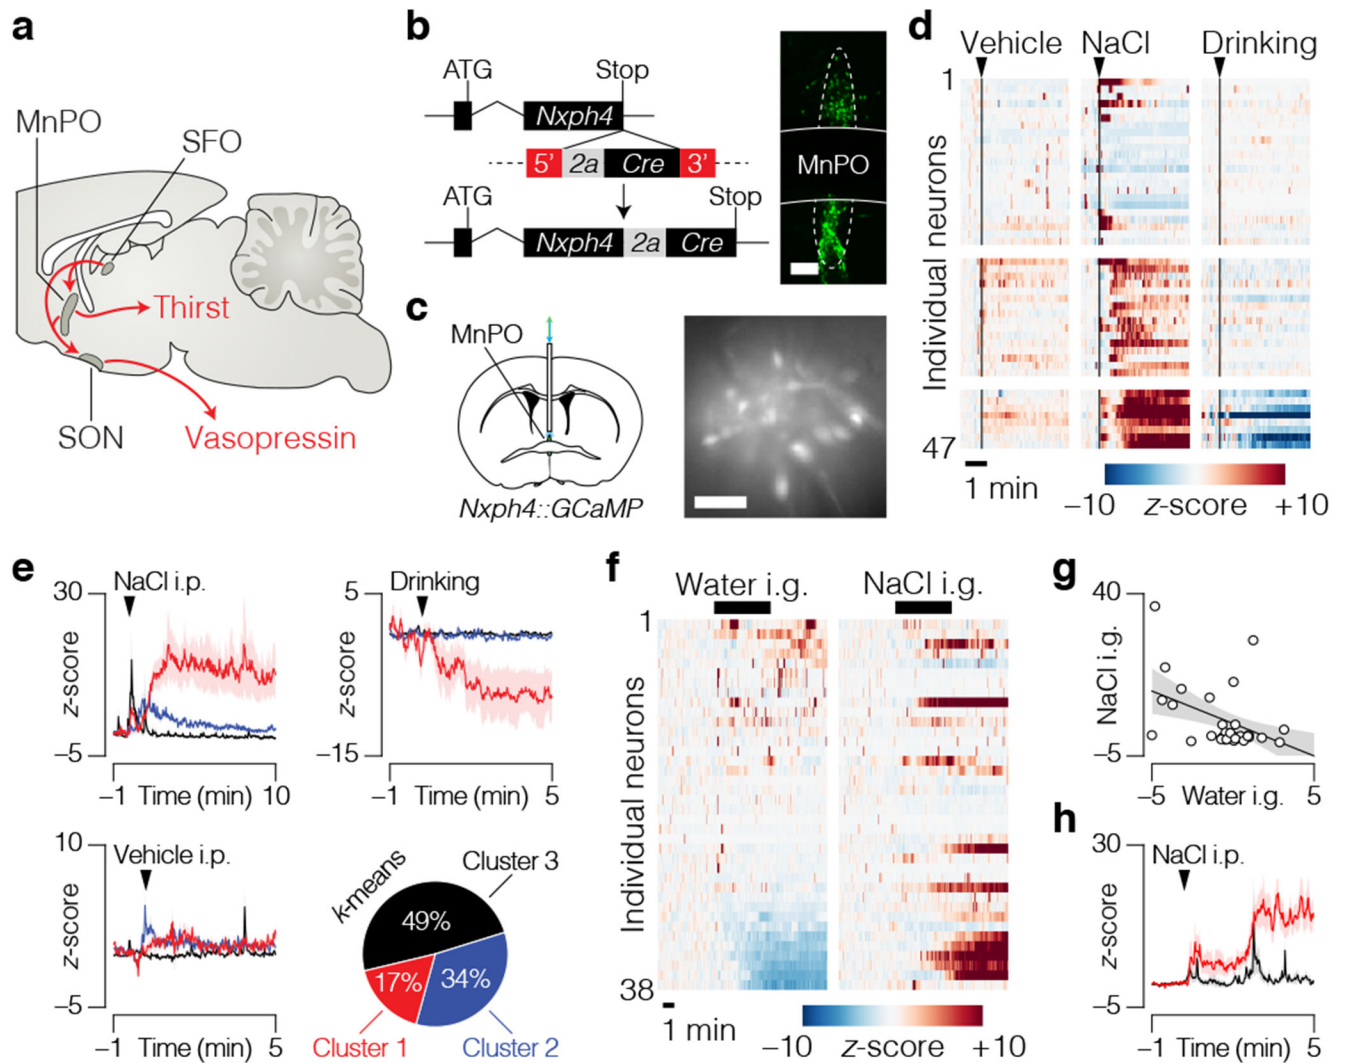 a
MnPO
SFO
Thirst
SON
Vasopressin
b
ATG
Stop
Nxph4
5'
2a
Cre
3'
ATG
Stop
Nxph4
2a
Cre
MnPO
c
MnPO
Nxph4::GCaMP
d
Vehicle
NaCl
Drinking
1
Individual neurons
47
1 min
–10
z-score
+10
e
30
NaCl i.p.
z-score
–5
–1
Time (min)
10
5
Drinking
z-score
–15
–1
Time (min)
5
10
Vehicle i.p.
z-score
–5
–1
Time (min)
5
k-means
Cluster 3
49%
17%
34%
Cluster 1
Cluster 2
f
Water i.g.
NaCl i.g.
1
Individual neurons
38
1 min
–10
z-score
+10
g
40
NaCl i.g.
–5
–5
Water i.g.
5
h
30
NaCl i.p.
z-score
–5
–1
Time (min)
5